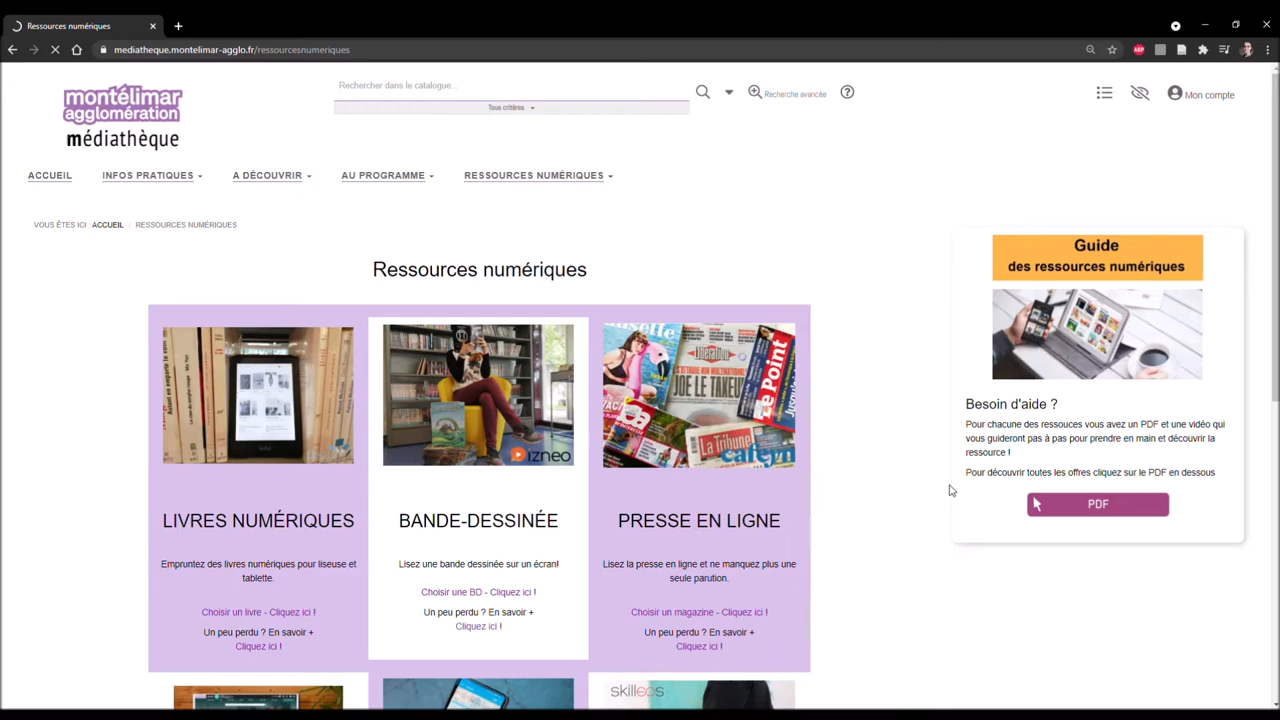 Ressources numériques
mediatheque.montelimar-agglo.fr/ressourcesnumeriques
ABP
montélimar
agglomération
médiathèque
Rechercher dans le catalogue...
Tous critères
Recherche avancée
Mon compte
ACCUEIL INFOS PRATIQUES A DÉCOUVRIR AU PROGRAMME RESSOURCES NUMÉRIQUES
VOUS ÊTES ICI : ACCUEIL / RESSOURCES NUMÉRIQUES
Ressources numériques
izneo
Libération
JOE LE TAXEU
Le Point
La Tribune
cafeyn
LIVRES NUMÉRIQUES
Empruntez des livres numériques pour liseuse et
tablette.
Choisir un livre - Cliquez ici !
Un peu perdu ? En savoir +
Cliquez ici !
BANDE-DESSINÉE
Lisez une bande dessinée sur un écran!
Choisir une BD - Cliquez ici !
Un peu perdu ? En savoir +
Cliquez ici !
PRESSE EN LIGNE
Lisez la presse en ligne et ne manquez plus une
seule parution.
Choisir un magazine - Cliquez ici !
Un peu perdu ? En savoir +
Cliquez ici !
skilleos
Guide
des ressources numériques
Besoin d'aide ?
Pour chacune des ressouces vous avez un PDF et une vidéo qui
vous guideront pas à pas pour prendre en main et découvrir la
ressource !
Pour découvrir toutes les offres cliquez sur le PDF en dessous
PDF